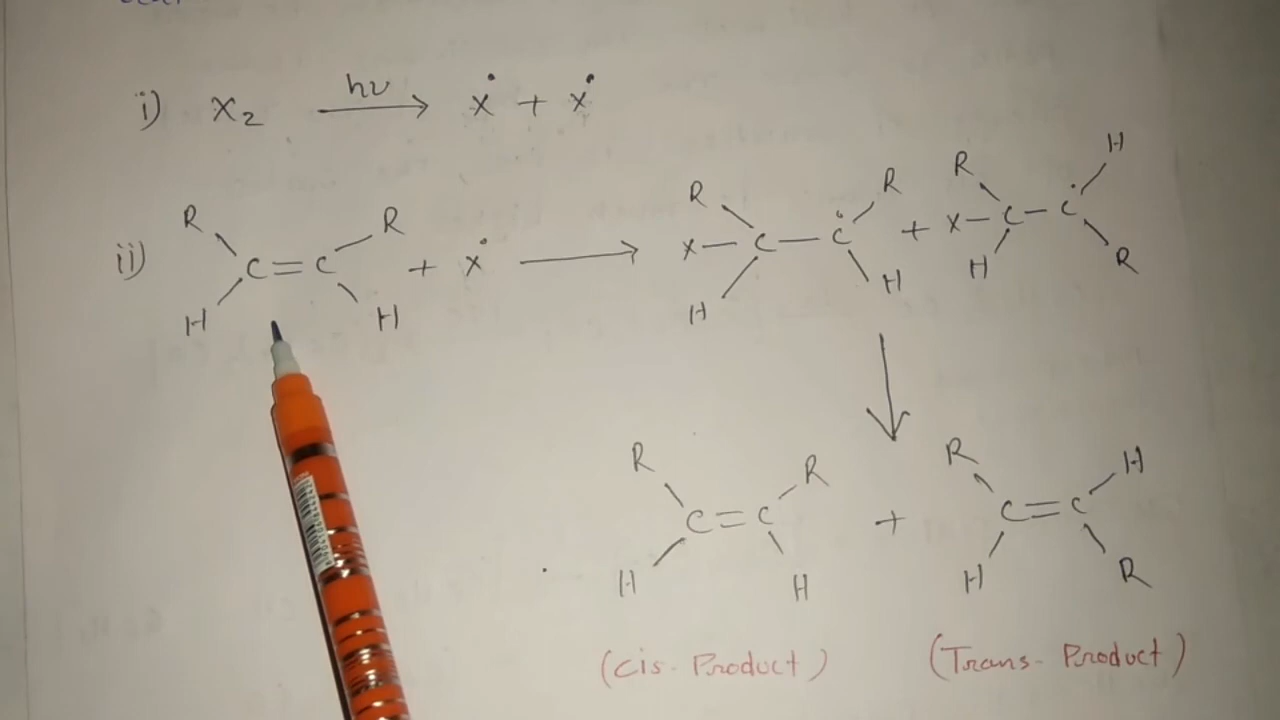 i) X₂ hν X• + X•
R R R R R H
ii) C = C + X• X — C — Ċ + X — C — Ċ
H H H H H R
R R R H
C = C + C = C
H H H R
(cis-Product) (Trans-Product)